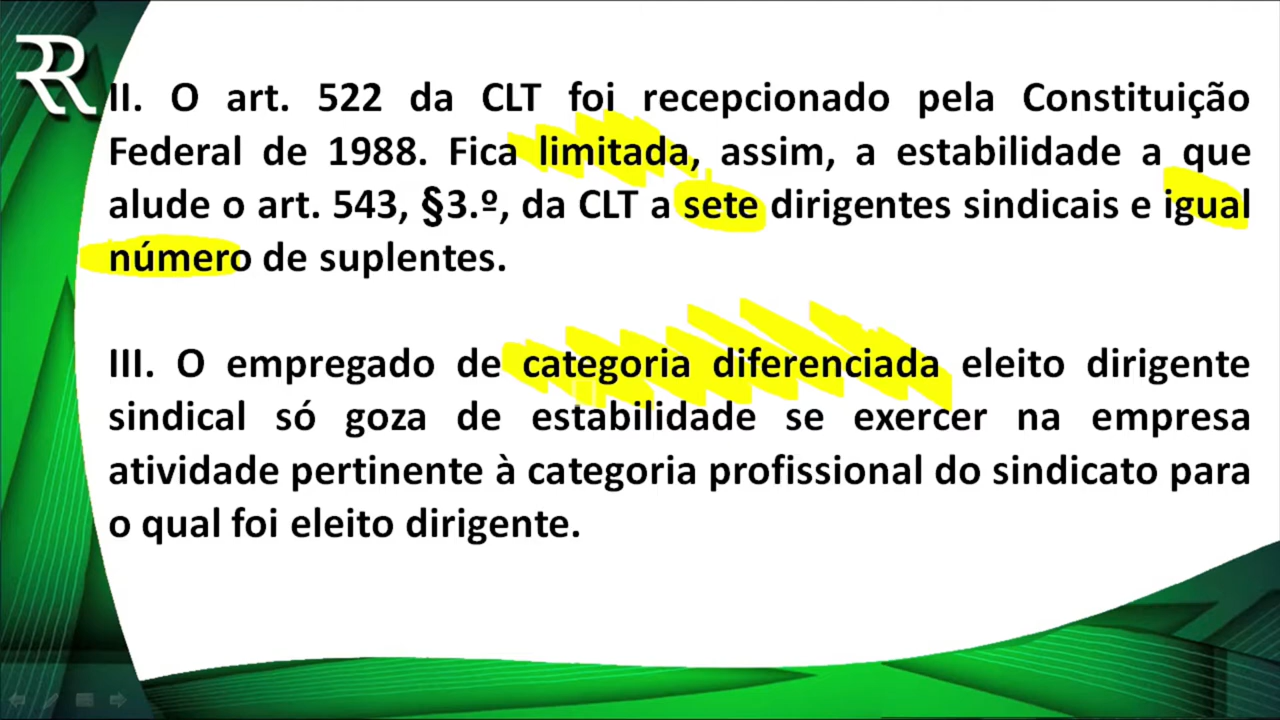 RR
II. O art. 522 da CLT foi recepcionado pela Constituição
Federal de 1988. Fica limitada, assim, a estabilidade a que
alude o art. 543, §3.º, da CLT a sete dirigentes sindicais e igual
número de suplentes.
III. O empregado de categoria diferenciada eleito dirigente
sindical só goza de estabilidade se exercer na empresa
atividade pertinente à categoria profissional do sindicato para
o qual foi eleito dirigente.